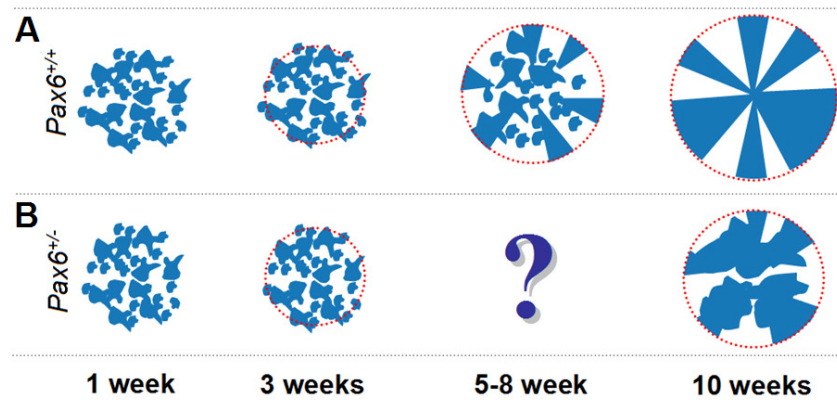 A
Pax6+/+
B
Pax6+/-
?
1 week
3 weeks
5-8 week
10 weeks